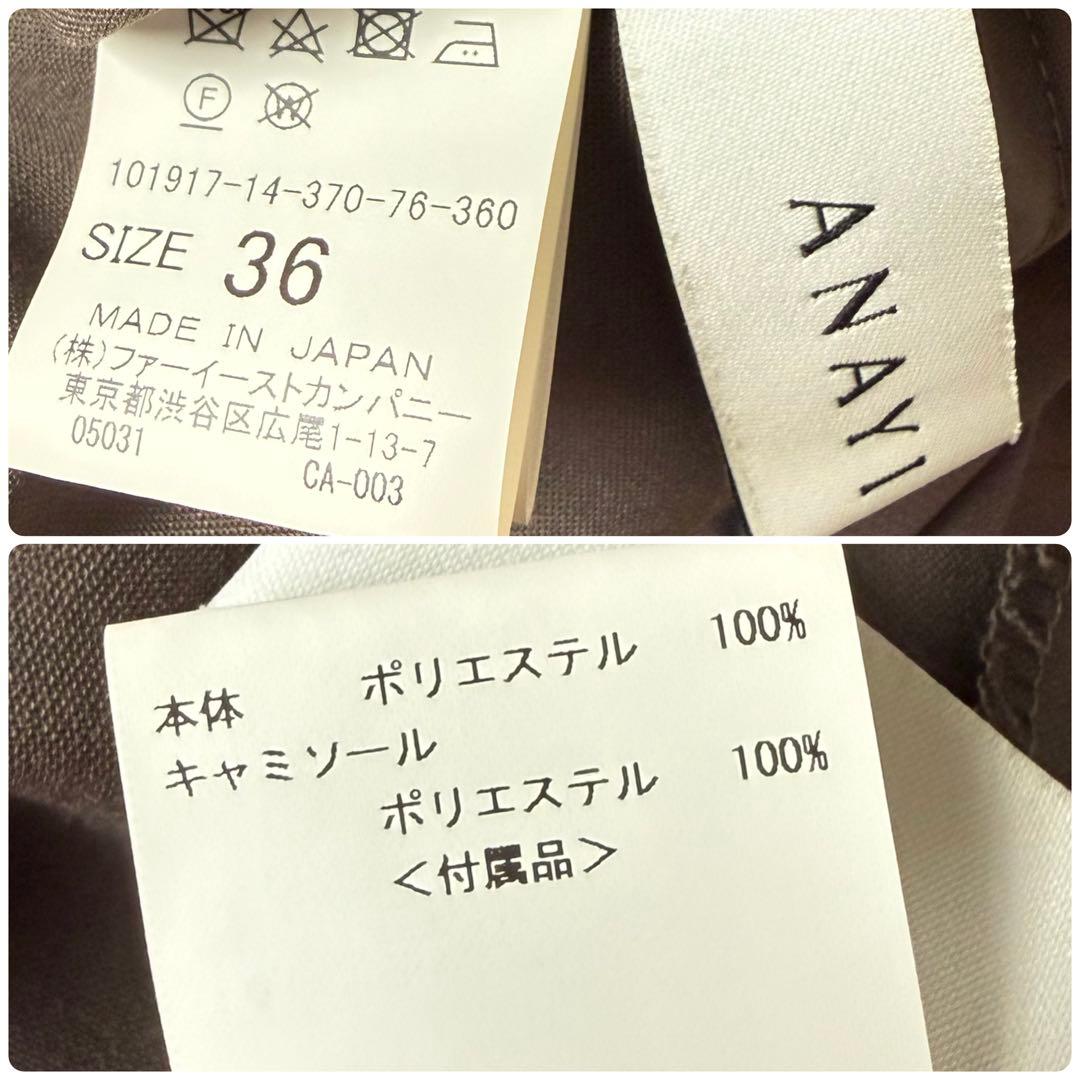 F
W
101917-14-370-76-360
SIZE 36
MADE IN JAPAN
(株)ファーイーストカンパニー
東京都渋谷区広尾1-13-7
05031 CA-003
ANAYI
本体 ポリエステル 100%
キャミソール
ポリエステル 100%
<付属品>